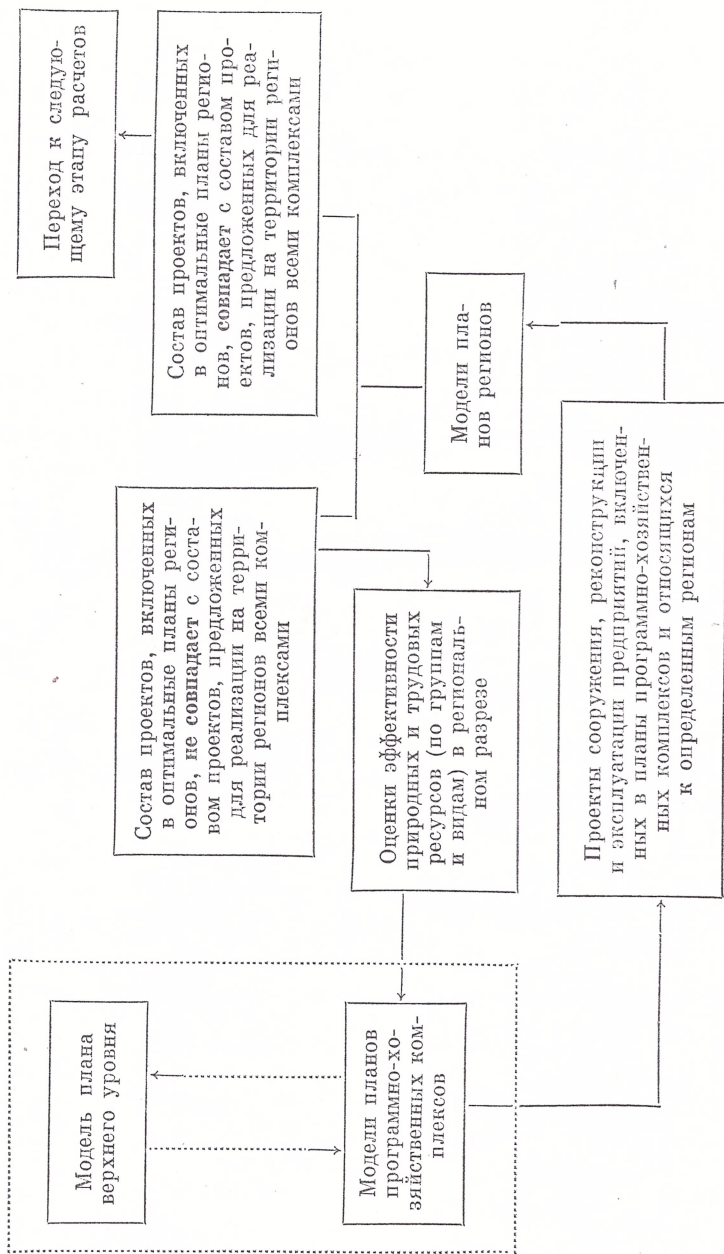 Модель плана
верхнего уровня
Модели планов
программно-хо-
зяйственных ком-
плексов
Состав проектов, включенных
в оптимальные планы реги-
онов, не совпадает с соста-
вом проектов, предложенных
для реализации на терри-
тории регионов всеми ком-
плексами
Оценки эффективности
природных и трудовых
ресурсов (по группам
и видам) в региональ-
ном разрезе
Проекты сооружения, реконструкции
и эксплуатации предприятий, включен-
ных в планы программно-хозяйствен-
ных комплексов и относящихся
к определенным регионам
Модели пла-
нов регионов
Состав проектов, включенных
в оптимальные планы регио-
нов, совпадает с составом про-
ектов, предложенных для реа-
лизации на территории реги-
онов всеми комплексами
Переход к следую-
щему этапу расчетов